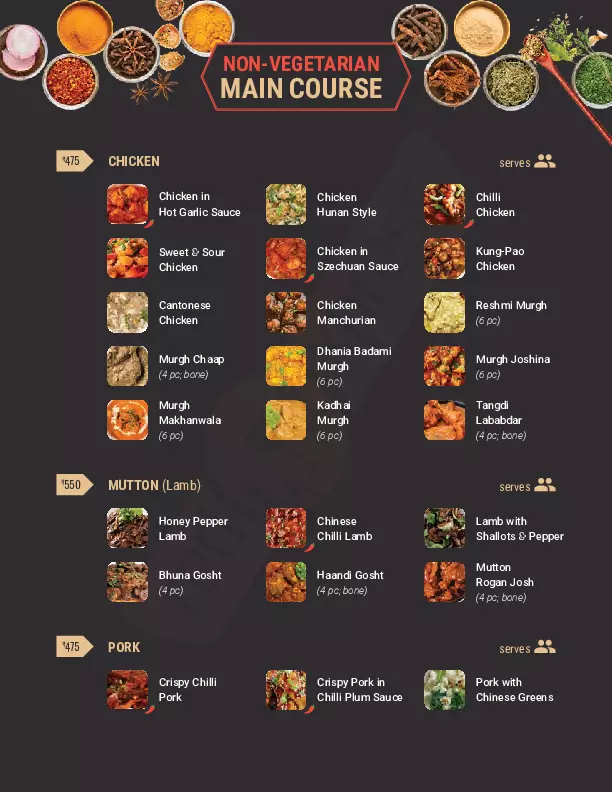 NON-VEGETARIAN
MAIN COURSE
₹475 CHICKEN serves
Chicken in
Hot Garlic Sauce
Chicken
Hunan Style
Chilli
Chicken
Sweet & Sour
Chicken
Chicken in
Szechuan Sauce
Kung-Pao
Chicken
Cantonese
Chicken
Chicken
Manchurian
Reshmi Murgh
(6 pc)
Murgh Chaap
(4 pc; bone)
Dhania Badami
Murgh
(6 pc)
Murgh Joshina
(6 pc)
Murgh
Makhanwala
(6 pc)
Kadhai
Murgh
(6 pc)
Tangdi
Lababdar
(4 pc; bone)
₹550 MUTTON (Lamb) serves
Honey Pepper
Lamb
Chinese
Chilli Lamb
Lamb with
Shallots & Pepper
Bhuna Gosht
(4 pc)
Haandi Gosht
(4 pc; bone)
Mutton
Rogan Josh
(4 pc; bone)
₹475 PORK serves
Crispy Chilli
Pork
Crispy Pork in
Chilli Plum Sauce
Pork with
Chinese Greens